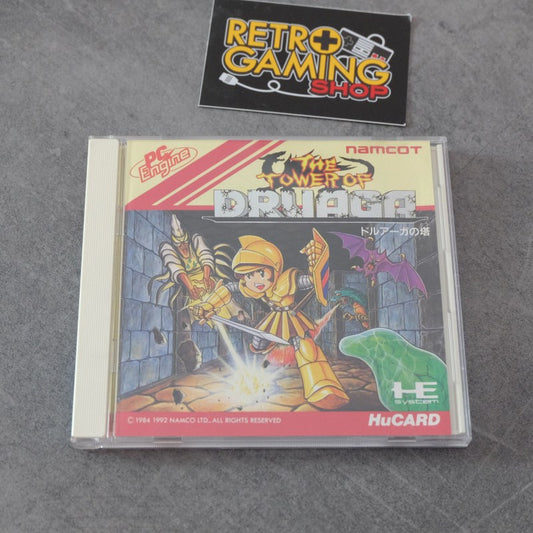 RETRO
GAMING
SHOP
PC
Engine
namcot
THE
TOWER OF
DRUAGA
ドルアーガの塔
HE
system
© 1984 1992 NAMCO LTD., ALL RIGHTS RESERVED
HuCARD